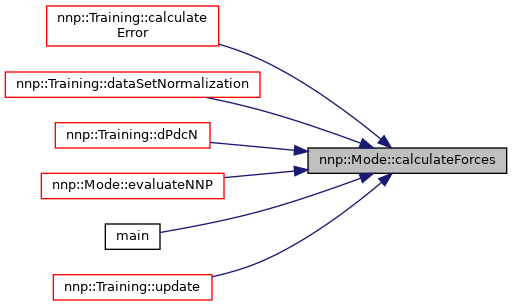 nnp::Training::calculate
Error
nnp::Training::dataSetNormalization
nnp::Training::dPdcN
nnp::Mode::calculateForces
nnp::Mode::evaluateNNP
main
nnp::Training::update